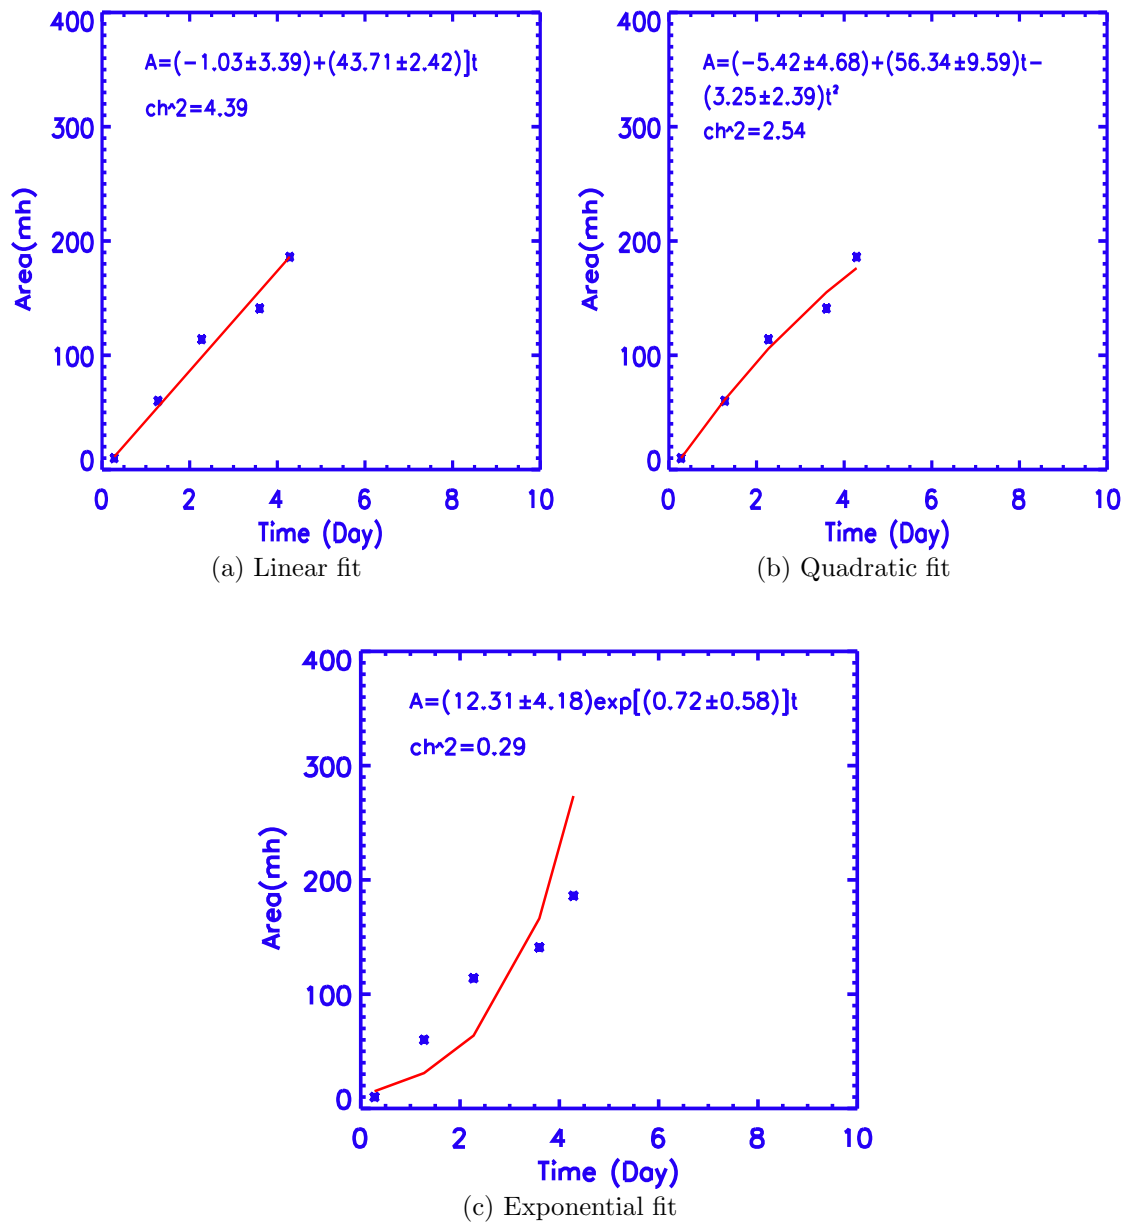 400
300
200
100
0
Area(mh)
A=(-1.03±3.39)+(43.71±2.42)]t
ch^2=4.39
0 2 4 6 8 10
Time (Day)
(a) Linear fit
400
300
200
100
0
Area(mh)
A=(-5.42±4.68)+(56.34±9.59)t-
(3.25±2.39)t²
ch^2=2.54
0 2 4 6 8 10
Time (Day)
(b) Quadratic fit
400
300
200
100
0
Area(mh)
A=(12.31±4.18)exp[(0.72±0.58)]t
ch^2=0.29
0 2 4 6 8 10
Time (Day)
(c) Exponential fit